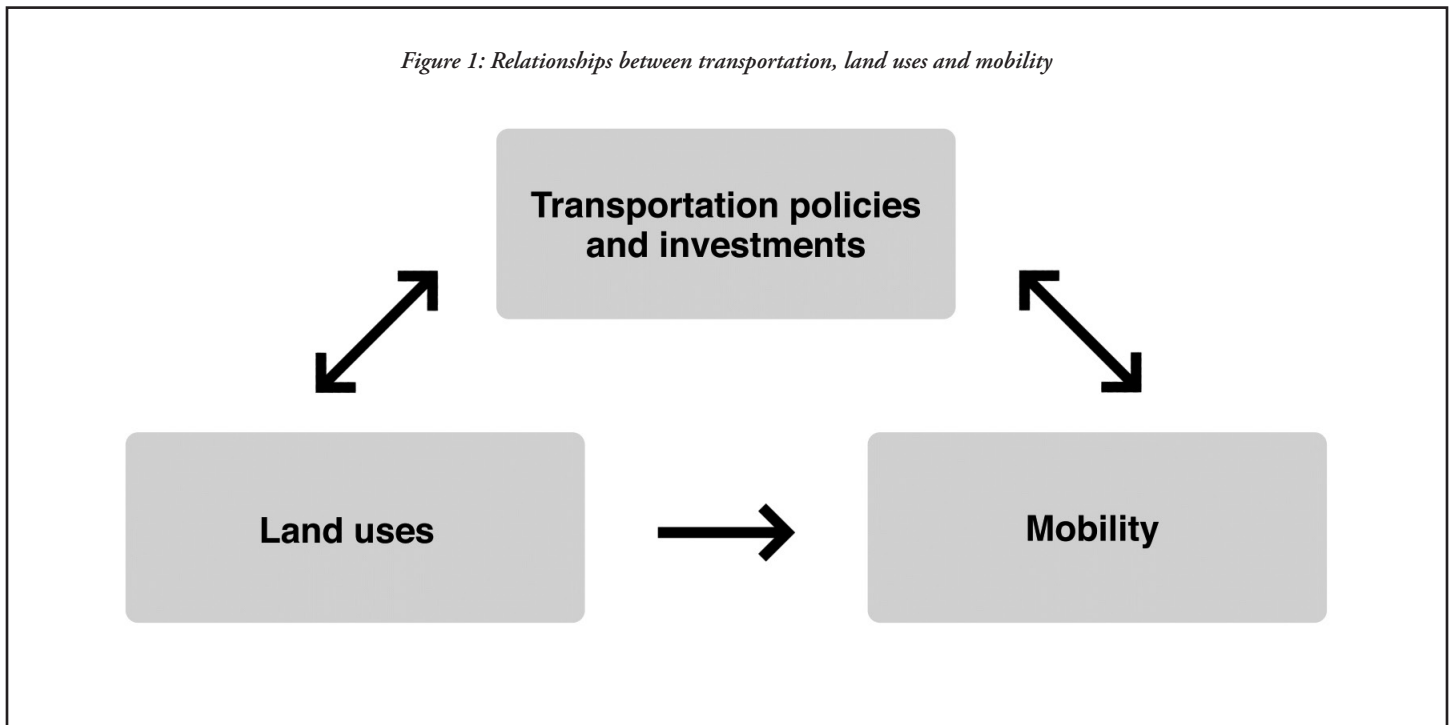 Figure 1: Relationships between transportation, land uses and mobility
Transportation policies
and investments
Land uses
Mobility